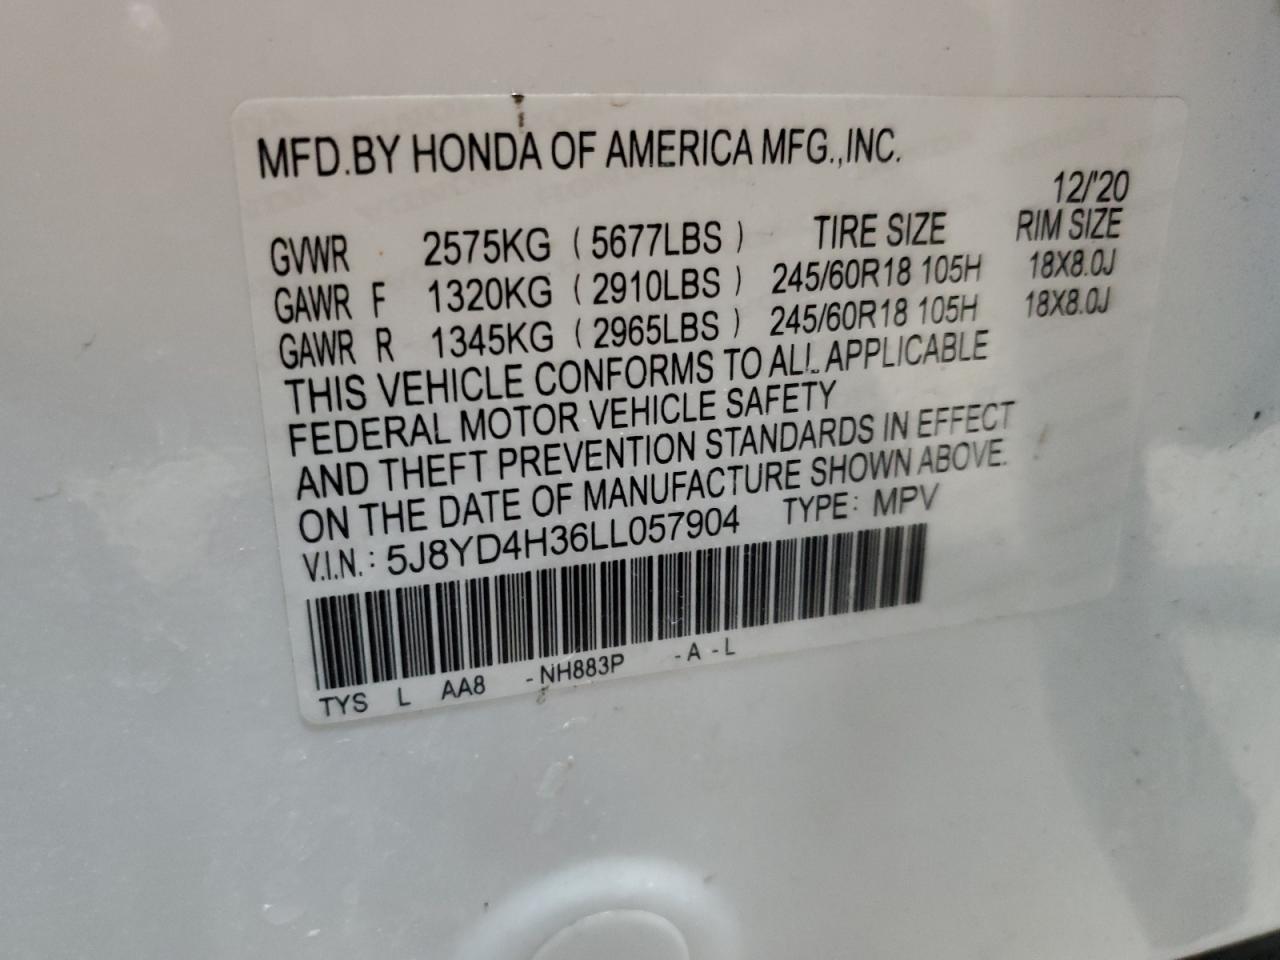 MFD.BY HONDA OF AMERICA MFG.,INC.
12/'20
GVWR 2575KG ( 5677LBS ) TIRE SIZE RIM SIZE
GAWR F 1320KG ( 2910LBS ) 245/60R18 105H 18X8.0J
GAWR R 1345KG ( 2965LBS ) 245/60R18 105H 18X8.0J
THIS VEHICLE CONFORMS TO ALL APPLICABLE
FEDERAL MOTOR VEHICLE SAFETY
AND THEFT PREVENTION STANDARDS IN EFFECT
ON THE DATE OF MANUFACTURE SHOWN ABOVE.
V.I.N.: 5J8YD4H36LL057904 TYPE: MPV
TYS L AA8 -NH883P -A-L